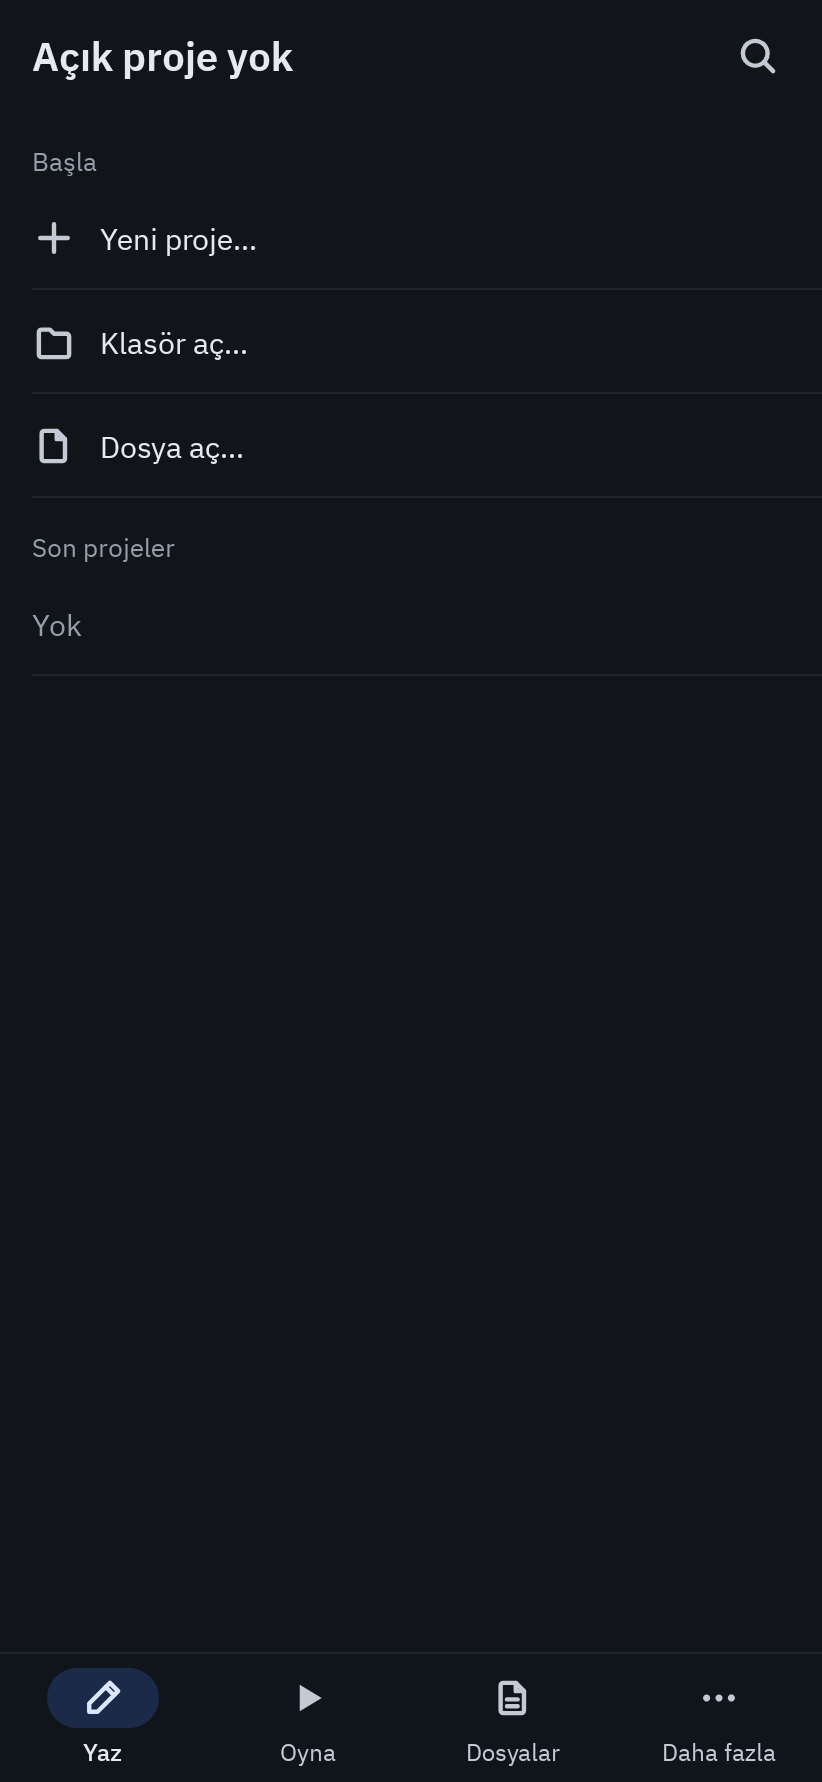 Açık proje yok
Başla
Yeni proje...
Klasör aç...
Dosya aç...
Son projeler
Yok
Yaz
Oyna
Dosyalar
Daha fazla